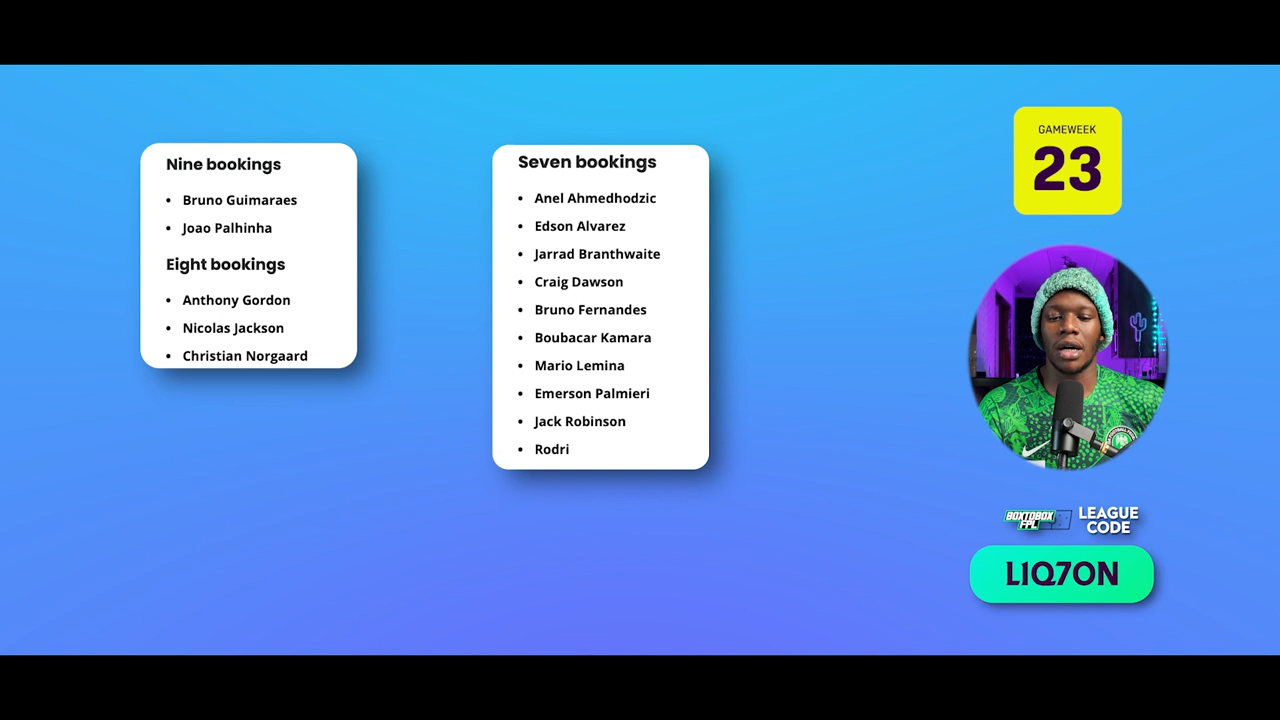 Nine bookings
• Bruno Guimaraes
• Joao Palhinha
Eight bookings
• Anthony Gordon
• Nicolas Jackson
• Christian Norgaard
Seven bookings
• Anel Ahmedhodzic
• Edson Alvarez
• Jarrad Branthwaite
• Craig Dawson
• Bruno Fernandes
• Boubacar Kamara
• Mario Lemina
• Emerson Palmieri
• Jack Robinson
• Rodri
GAMEWEEK
23
BOXTOBOX
FPL
LEAGUE
CODE
L1Q7ON